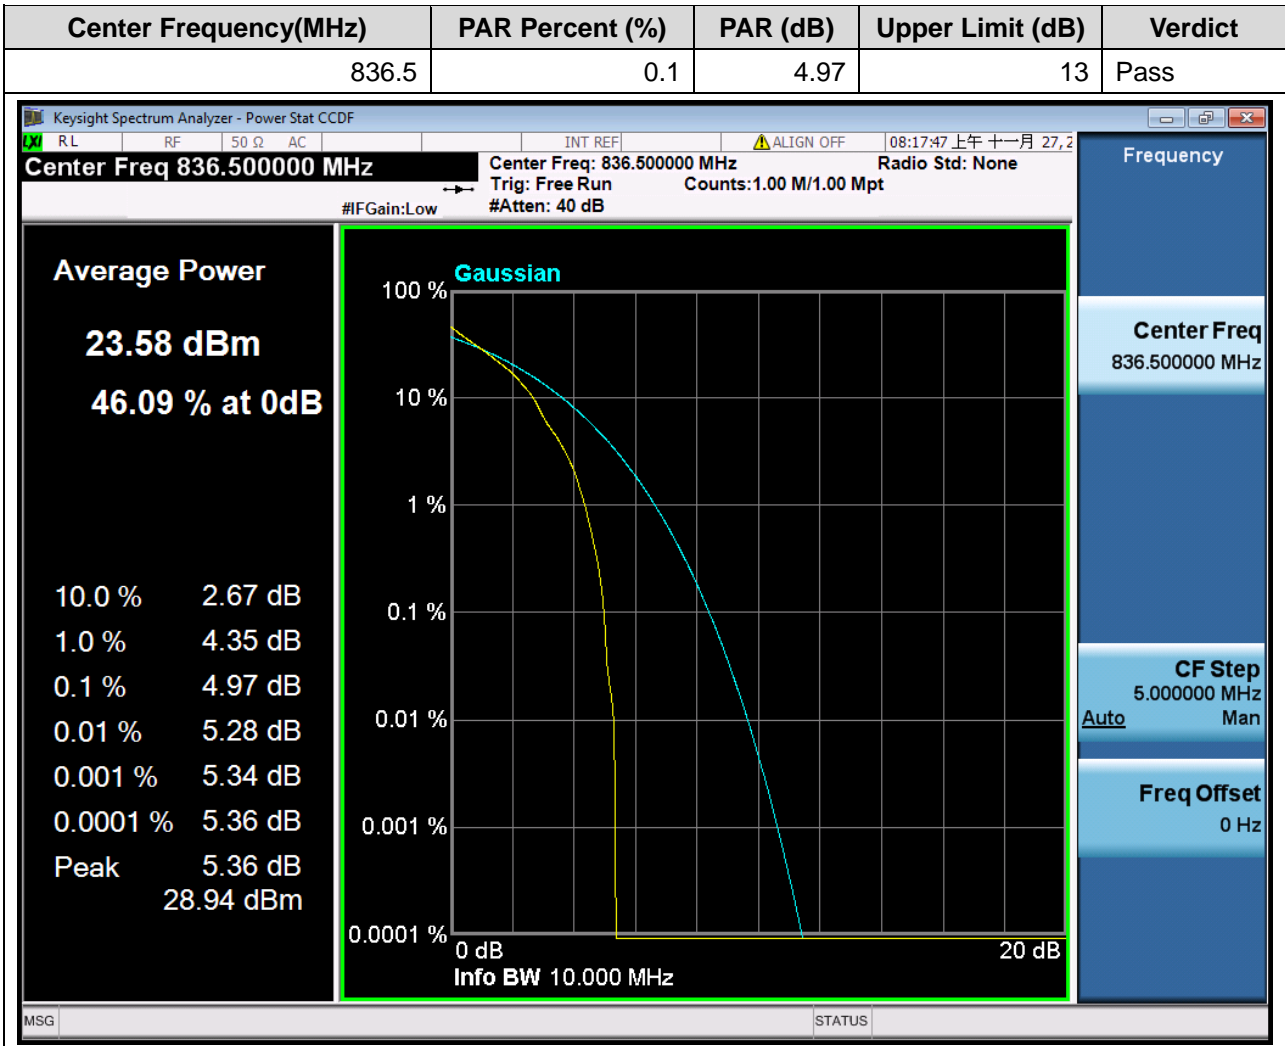 Center Frequency(MHz) PAR Percent (%) PAR (dB) Upper Limit (dB) Verdict
836.5 0.1 4.97 13 Pass
Keysight Spectrum Analyzer - Power Stat CCDF
LXI RL RF 50 Ω AC INT REF ALIGN OFF 08:17:47 上午 十一月 27, 2
Center Freq 836.500000 MHz
Center Freq: 836.500000 MHz Radio Std: None
Trig: Free Run Counts:1.00 M/1.00 Mpt
#IFGain:Low #Atten: 40 dB
Average Power
23.58 dBm
46.09 % at 0dB
10.0 % 2.67 dB
1.0 % 4.35 dB
0.1 % 4.97 dB
0.01 % 5.28 dB
0.001 % 5.34 dB
0.0001 % 5.36 dB
Peak 5.36 dB
28.94 dBm
Gaussian
100 %
10 %
1 %
0.1 %
0.01 %
0.001 %
0.0001 %
0 dB 20 dB
Info BW 10.000 MHz
Frequency
Center Freq
836.500000 MHz
CF Step
5.000000 MHz
Auto Man
Freq Offset
0 Hz
MSG STATUS